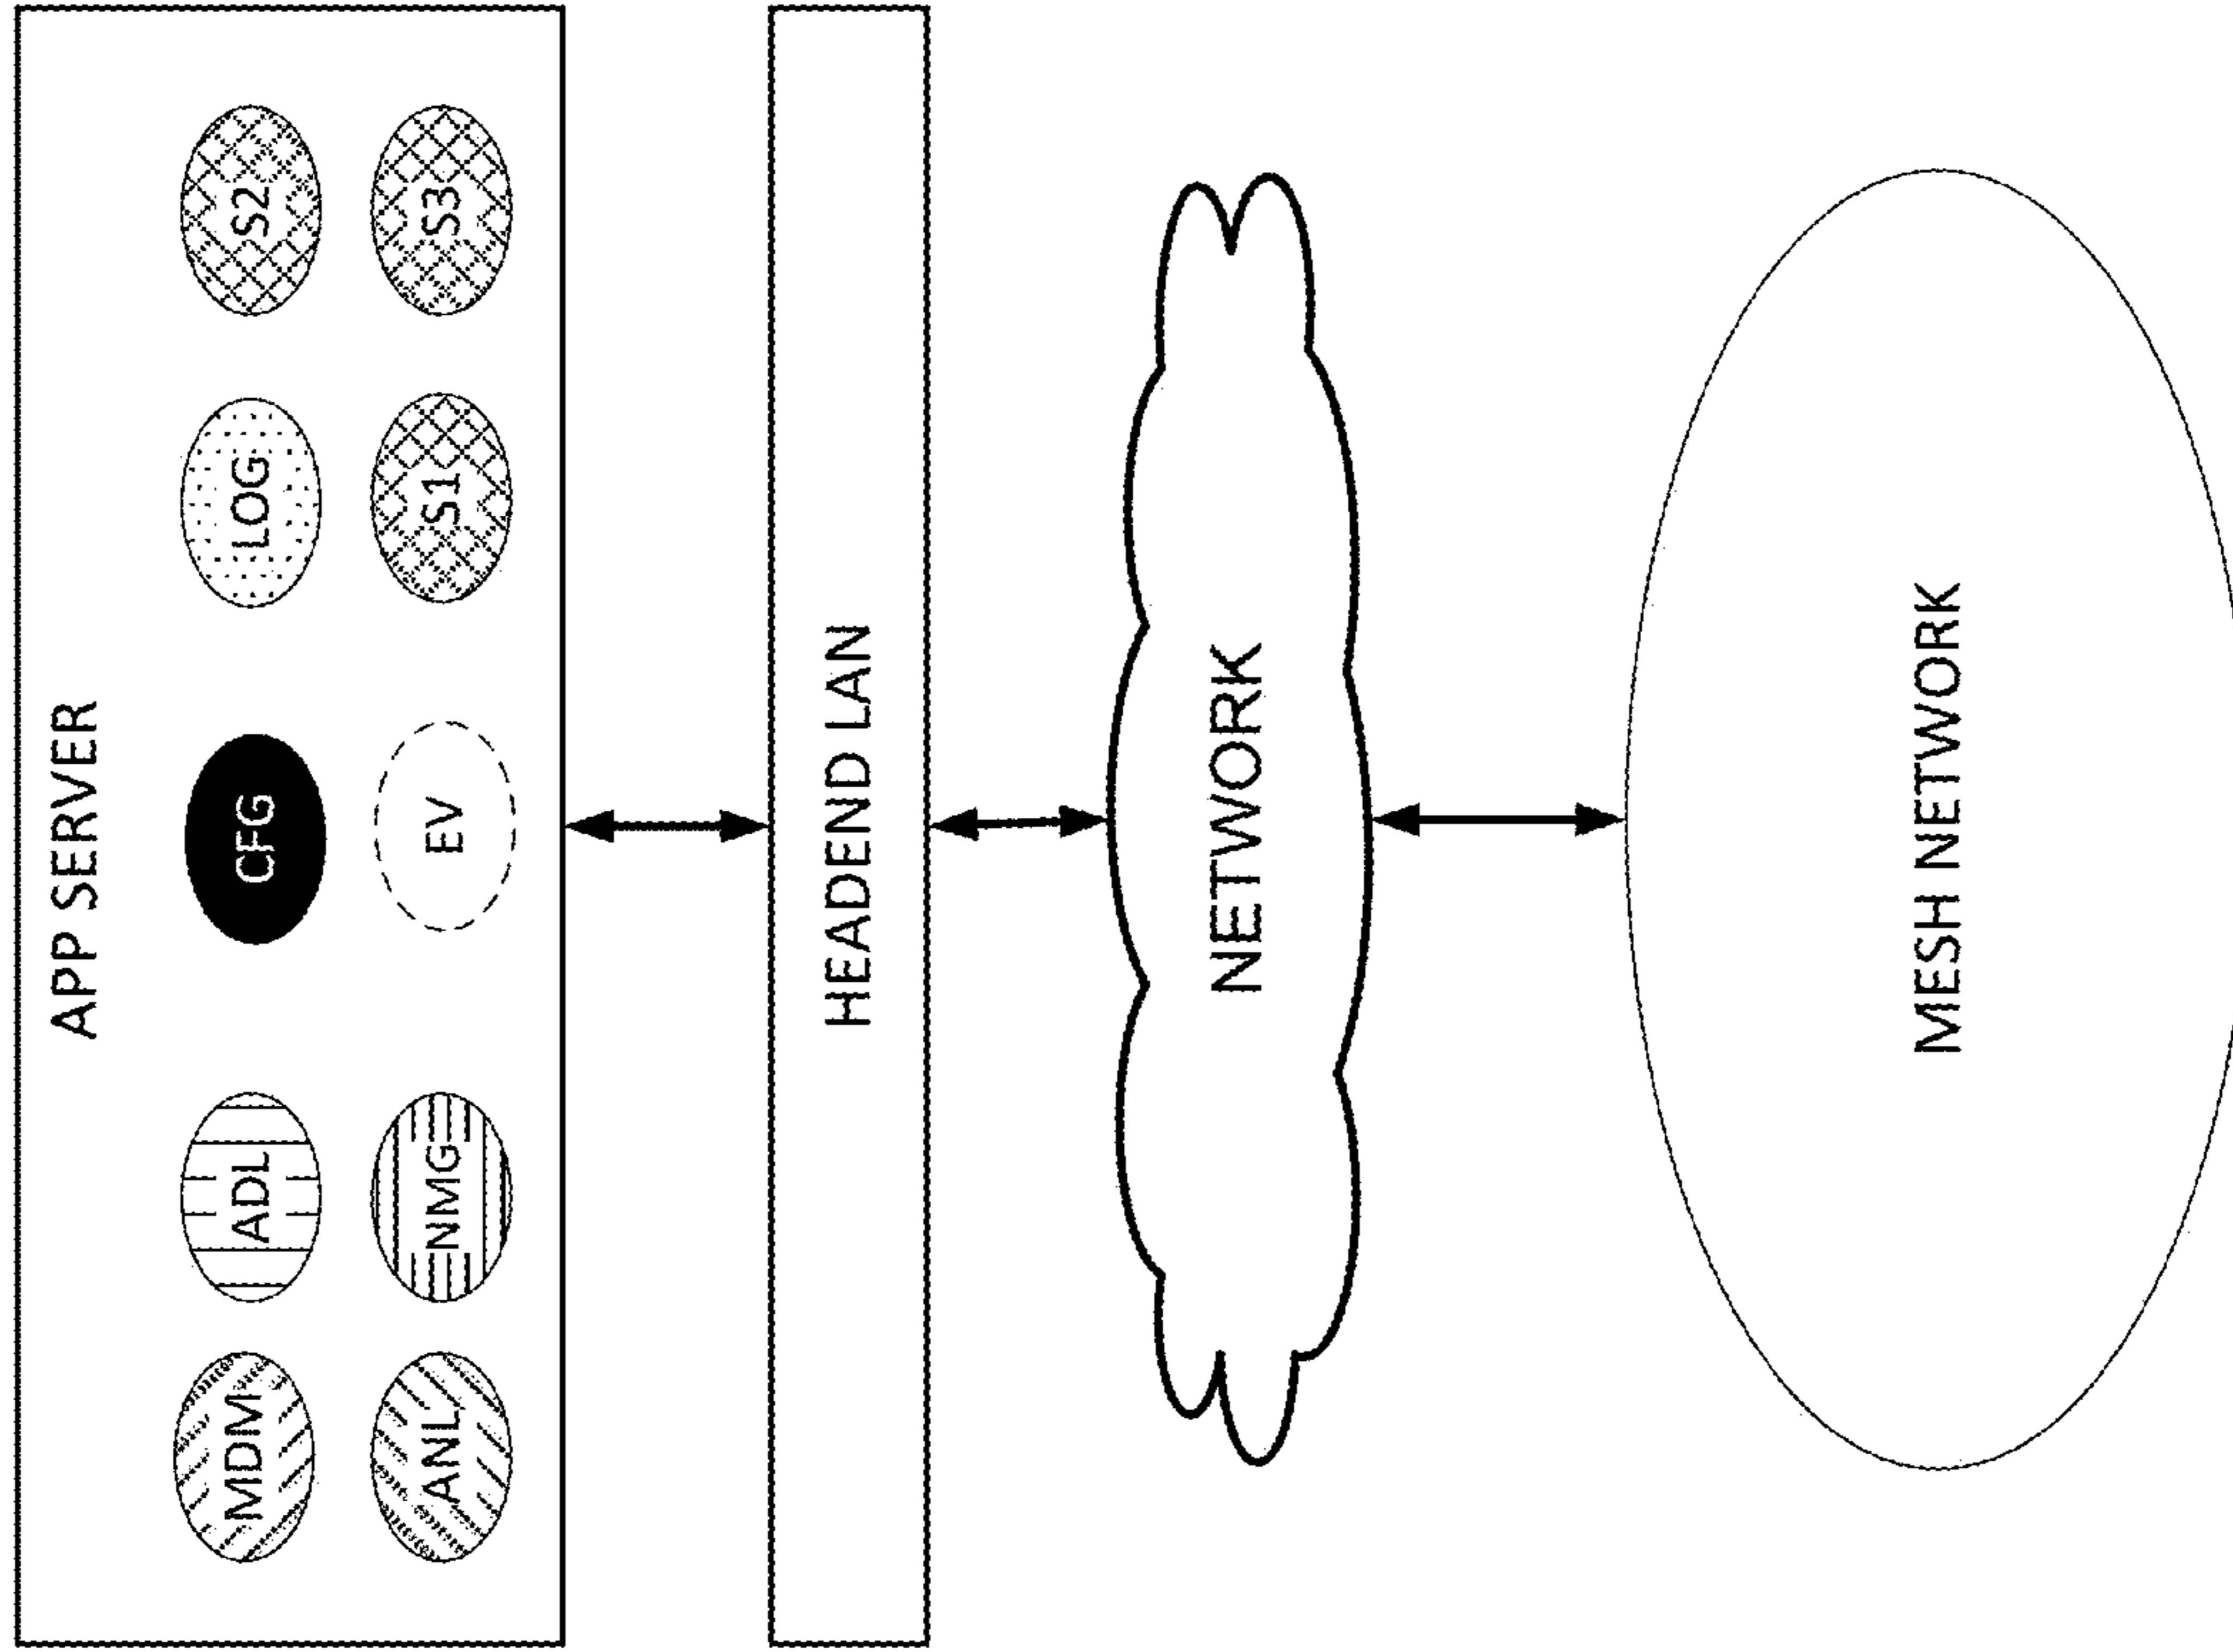 APP SERVER
MDM ADL CFG LOG S2
ANL NMG EV S1 S3
HEADEND LAN
NETWORK
MESH NETWORK